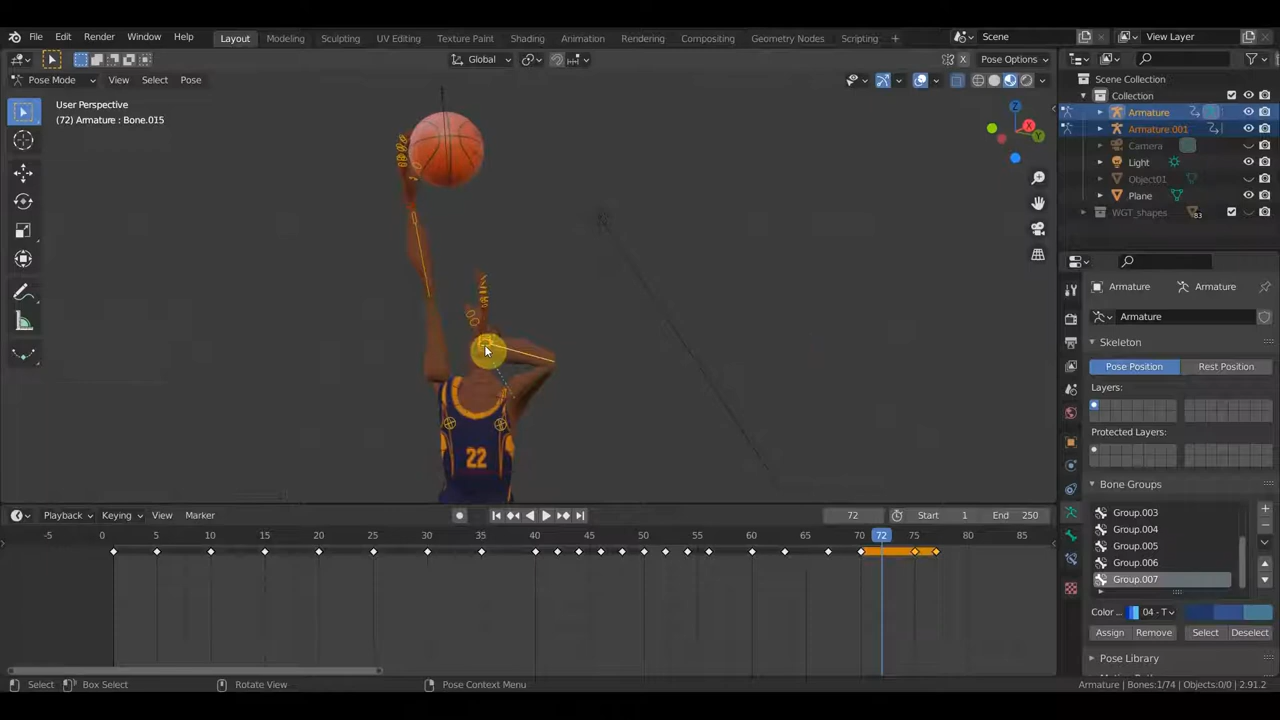 File Edit Render Window Help Layout Modeling Sculpting UV Editing Texture Paint Shading Animation Rendering Compositing Geometry Nodes Scripting + Scene View Layer
Global Pose Options
Pose Mode View Select Pose
User Perspective
(72) Armature : Bone.015
Scene Collection
Collection
Armature
Armature.001
Camera
Light
Object01
Plane
WGT_shapes 83
Z
X
Y
22
Armature Armature
Armature
Skeleton
Pose Position Rest Position
Layers:
Protected Layers:
Bone Groups
Group.003
Group.004
Group.005
Group.006
Group.007
Color... 04 - T
Assign Remove Select Deselect
Pose Library
Playback Keying View Marker 72 Start 1 End 250
-5 0 5 10 15 20 25 30 35 40 45 50 55 60 65 70 72 75 80 85
Select Box Select Rotate View Pose Context Menu Armature | Bones:1/74 | Objects:0/0 | 2.91.2